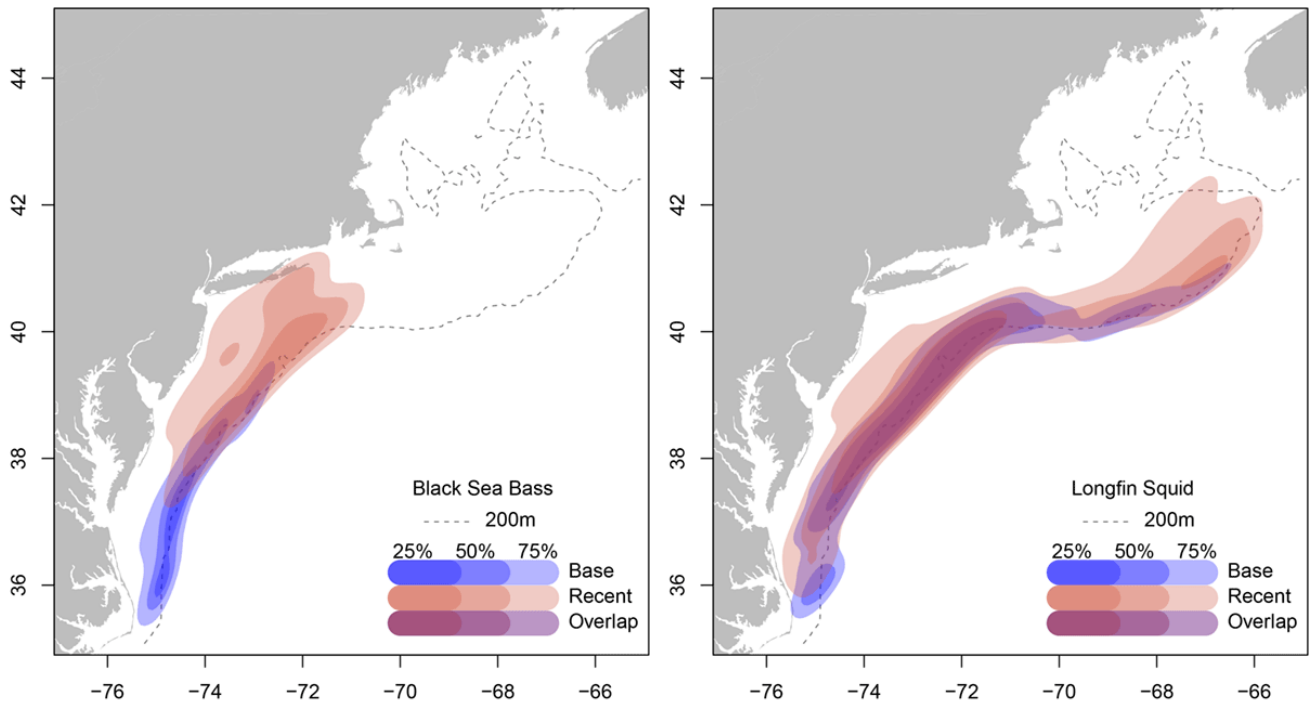 44
42
40
38
36
Black Sea Bass
200m
25% 50% 75%
Base
Recent
Overlap
−76 −74 −72 −70 −68 −66
44
42
40
38
36
Longfin Squid
200m
25% 50% 75%
Base
Recent
Overlap
−76 −74 −72 −70 −68 −66